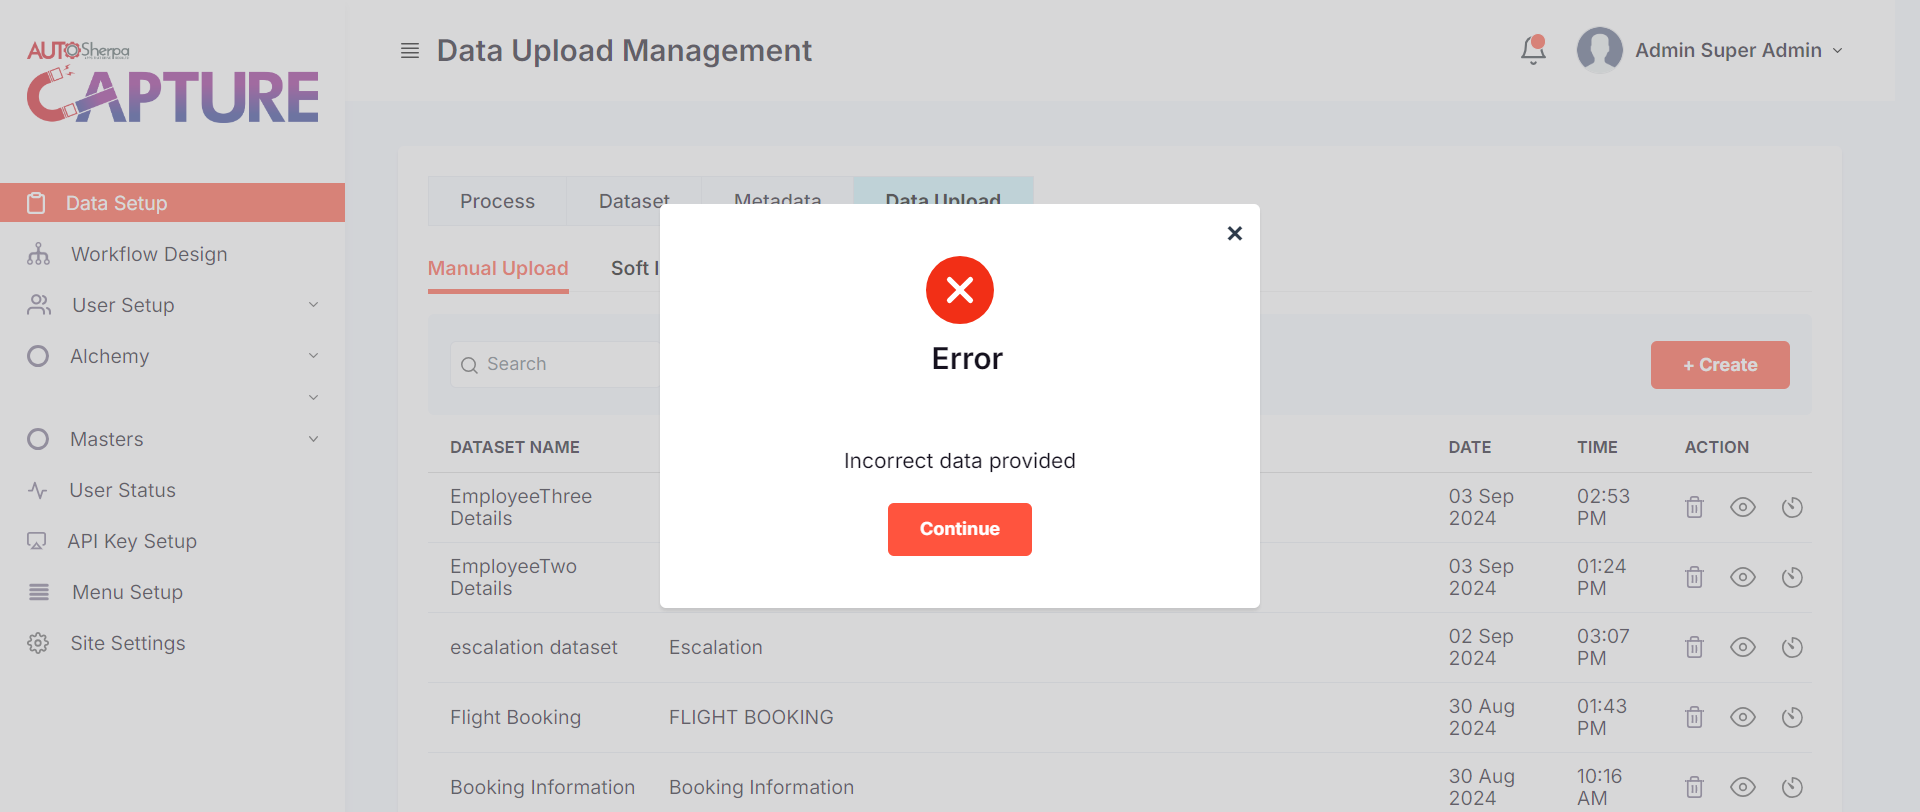 AUTOSherpa
CAPTURE
Data Upload Management
Admin Super Admin
Data Setup
Workflow Design
User Setup
Alchemy
Masters
User Status
API Key Setup
Menu Setup
Site Settings
Process
Dataset
Metadata
Data Upload
Manual Upload
Soft I
Search
+ Create
Error
Incorrect data provided
Continue
DATASET NAME
DATE
TIME
ACTION
EmployeeThree
Details
03 Sep
2024
02:53
PM
EmployeeTwo
Details
03 Sep
2024
01:24
PM
escalation dataset
Escalation
02 Sep
2024
03:07
PM
Flight Booking
FLIGHT BOOKING
30 Aug
2024
01:43
PM
Booking Information
Booking Information
30 Aug
2024
10:16
AM